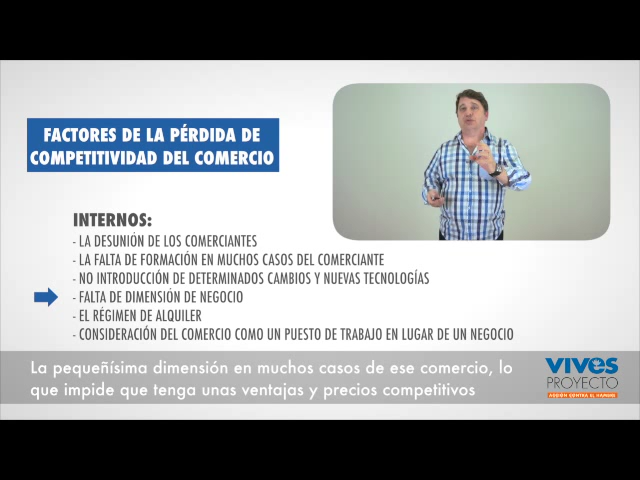 FACTORES DE LA PÉRDIDA DE
COMPETITIVIDAD DEL COMERCIO
INTERNOS:
- LA DESUNIÓN DE LOS COMERCIANTES
- LA FALTA DE FORMACIÓN EN MUCHOS CASOS DEL COMERCIANTE
- NO INTRODUCCIÓN DE DETERMINADOS CAMBIOS Y NUEVAS TECNOLOGÍAS
- FALTA DE DIMENSIÓN DE NEGOCIO
- EL RÉGIMEN DE ALQUILER
- CONSIDERACIÓN DEL COMERCIO COMO UN PUESTO DE TRABAJO EN LUGAR DE UN NEGOCIO
La pequeñísima dimensión en muchos casos de ese comercio, lo
que impide que tenga unas ventajas y precios competitivos
VIVES
PROYECTO
ACCIÓN CONTRA EL HAMBRE